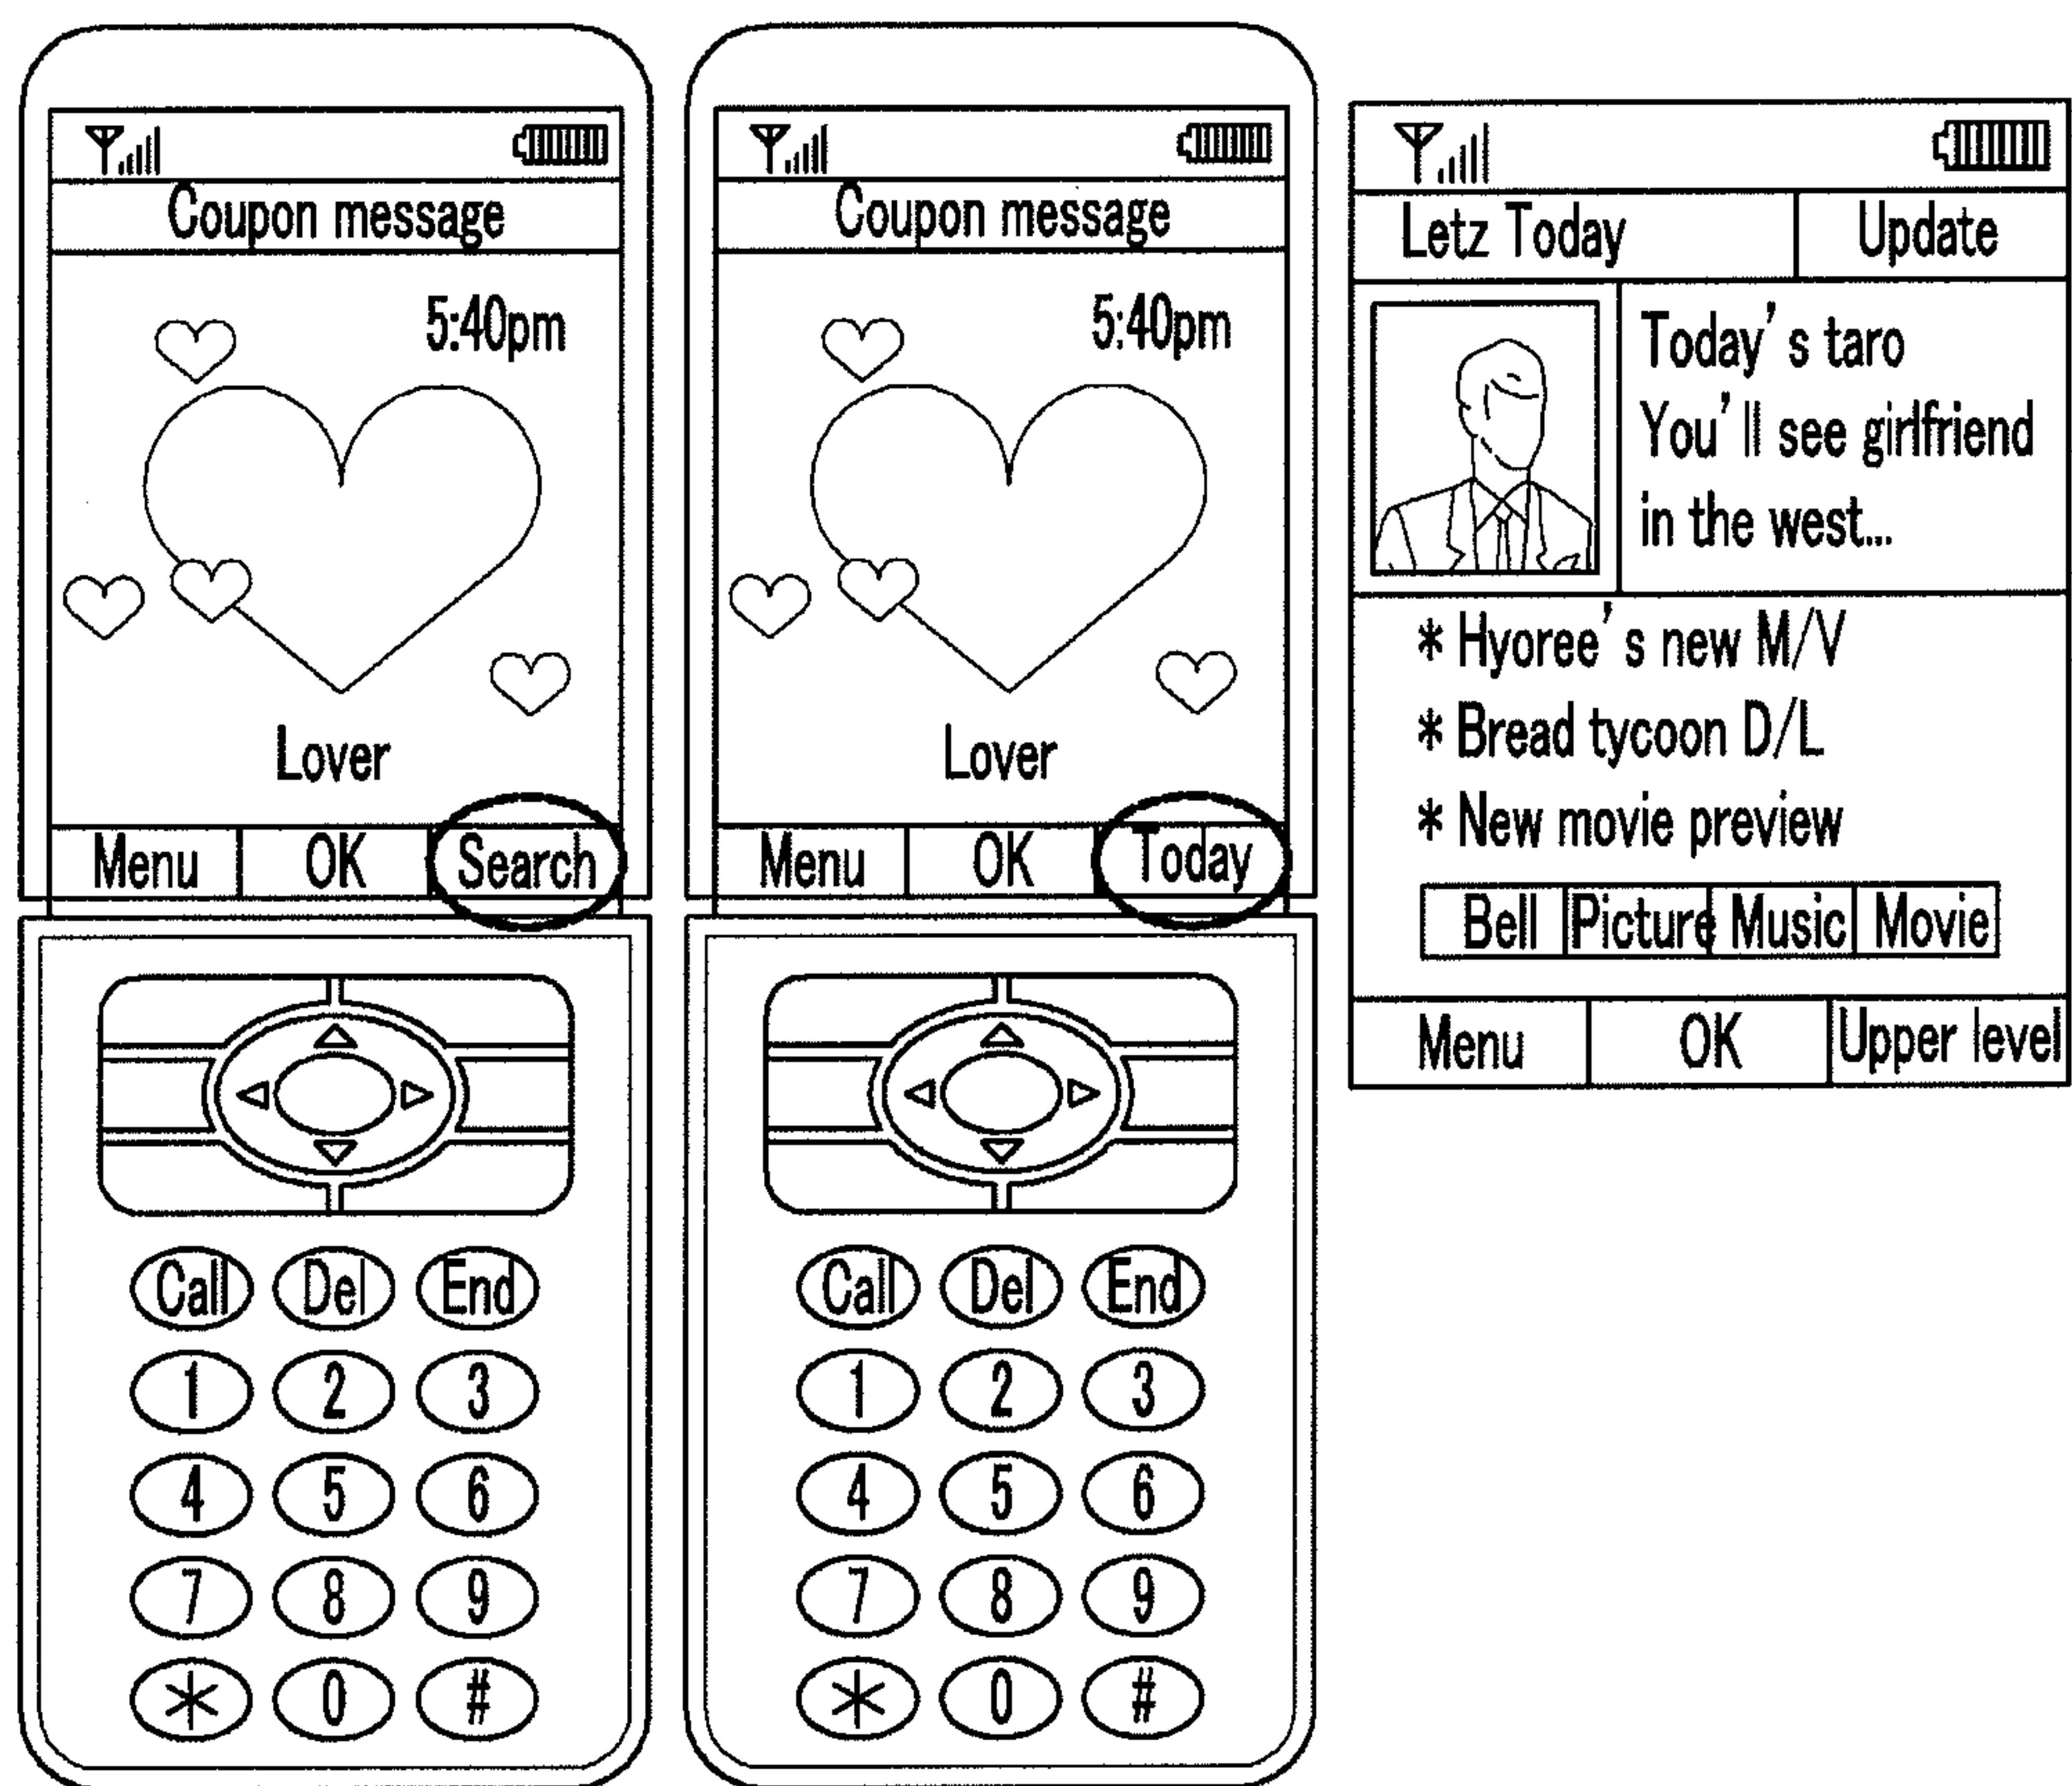 Coupon message
5:40pm
Lover
Menu OK Search
Call Del End
1 2 3
4 5 6
7 8 9
* 0 #
Coupon message
5:40pm
Lover
Menu OK Today
Call Del End
1 2 3
4 5 6
7 8 9
* 0 #
Letz Today Update
Today's taro
You'll see girlfriend
in the west...
* Hyoree's new M/V
* Bread tycoon D/L
* New movie preview
Bell Picture Music Movie
Menu OK Upper level